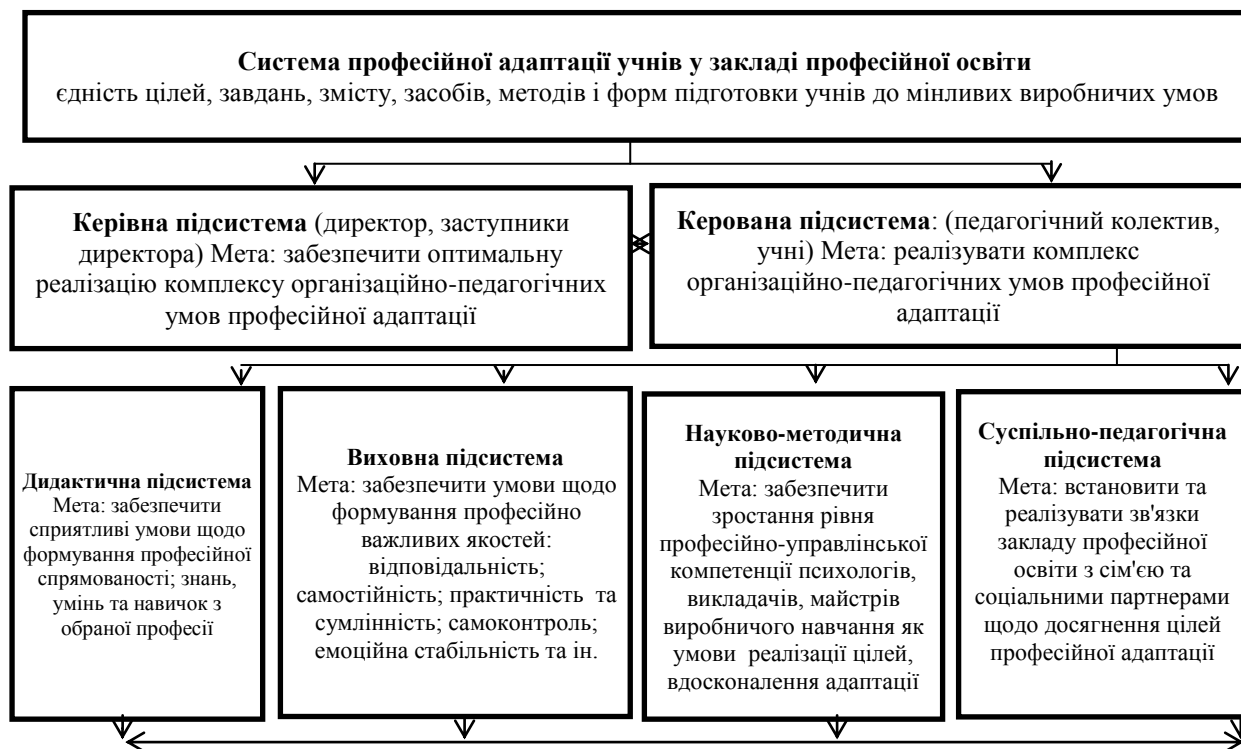 Система професійної адаптації учнів у закладі професійної освіти
єдність цілей, завдань, змісту, засобів, методів і форм підготовки учнів до мінливих виробничих умов
Керівна підсистема (директор, заступники
директора) Мета: забезпечити оптимальну
реалізацію комплексу організаційно-педагогічних
умов професійної адаптації
Керована підсистема: (педагогічний колектив,
учні) Мета: реалізувати комплекс
організаційно-педагогічних умов професійної
адаптації
Дидактична підсистема
Мета: забезпечити
сприятливі умови щодо
формування професійної
спрямованості; знань,
умінь та навичок з
обраної професії
Виховна підсистема
Мета: забезпечити умови щодо
формування професійно
важливих якостей:
відповідальність;
самостійність; практичність та
сумлінність; самоконтроль;
емоційна стабільність та ін.
Науково-методична
підсистема
Мета: забезпечити
зростання рівня
професійно-управлінської
компетенції психологів,
викладачів, майстрів
виробничого навчання як
умови реалізації цілей,
вдосконалення адаптації
Суспільно-педагогічна
підсистема
Мета: встановити та
реалізувати зв'язки
закладу професійної
освіти з сім'єю та
соціальними партнерами
щодо досягнення цілей
професійної адаптації